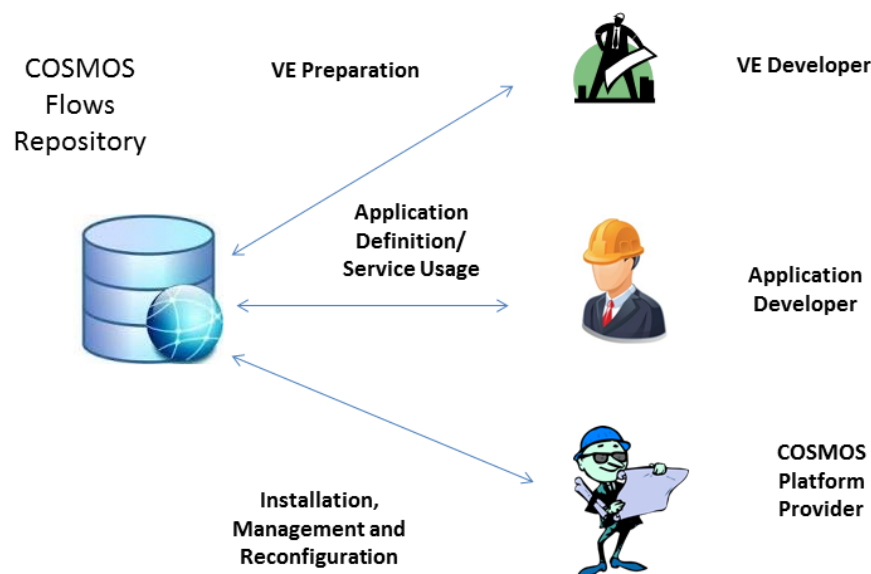 COSMOS
Flows
Repository
VE Preparation
VE Developer
Application
Definition/
Service Usage
Application
Developer
COSMOS
Platform
Provider
Installation,
Management and
Reconfiguration